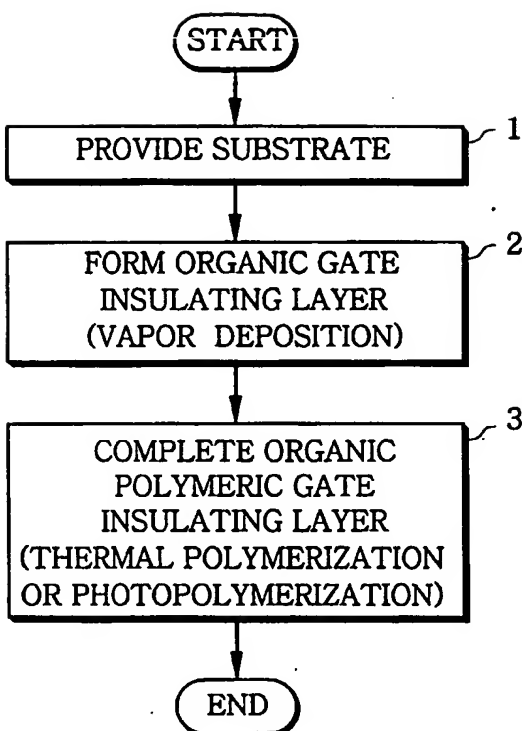 START
1
PROVIDE SUBSTRATE
2
FORM ORGANIC GATE
INSULATING LAYER
(VAPOR DEPOSITION)
3
COMPLETE ORGANIC
POLYMERIC GATE
INSULATING LAYER
(THERMAL POLYMERIZATION
OR PHOTOPOLYMERIZATION)
END